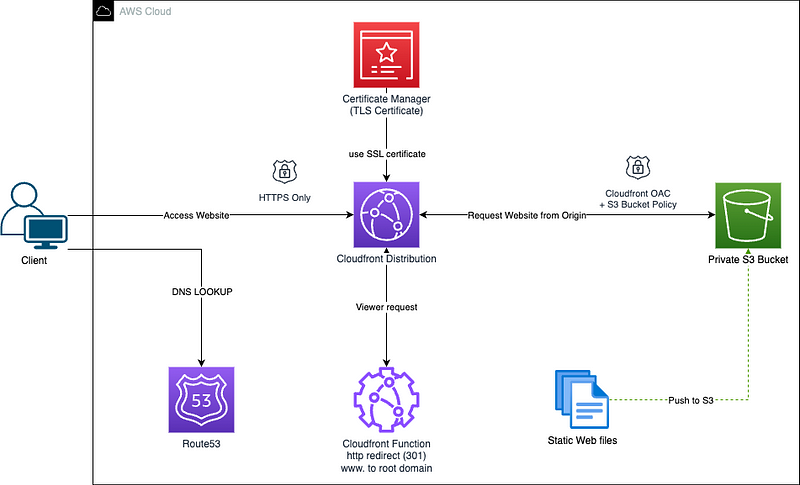 AWS Cloud
Certificate Manager
(TLS Certificate)
use SSL certificate
HTTPS Only
Cloudfront OAC
+ S3 Bucket Policy
Access Website
Request Website from Origin
Client
Cloudfront Distribution
Private S3 Bucket
DNS LOOKUP
Viewer request
53
Route53
Cloudfront Function
http redirect (301)
www. to root domain
Push to S3
Static Web files